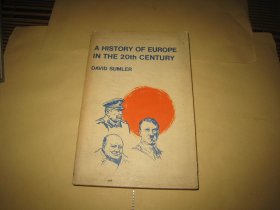 A HISTORY OF EUROPE
IN THE 20th CENTURY
DAVID SUMLER